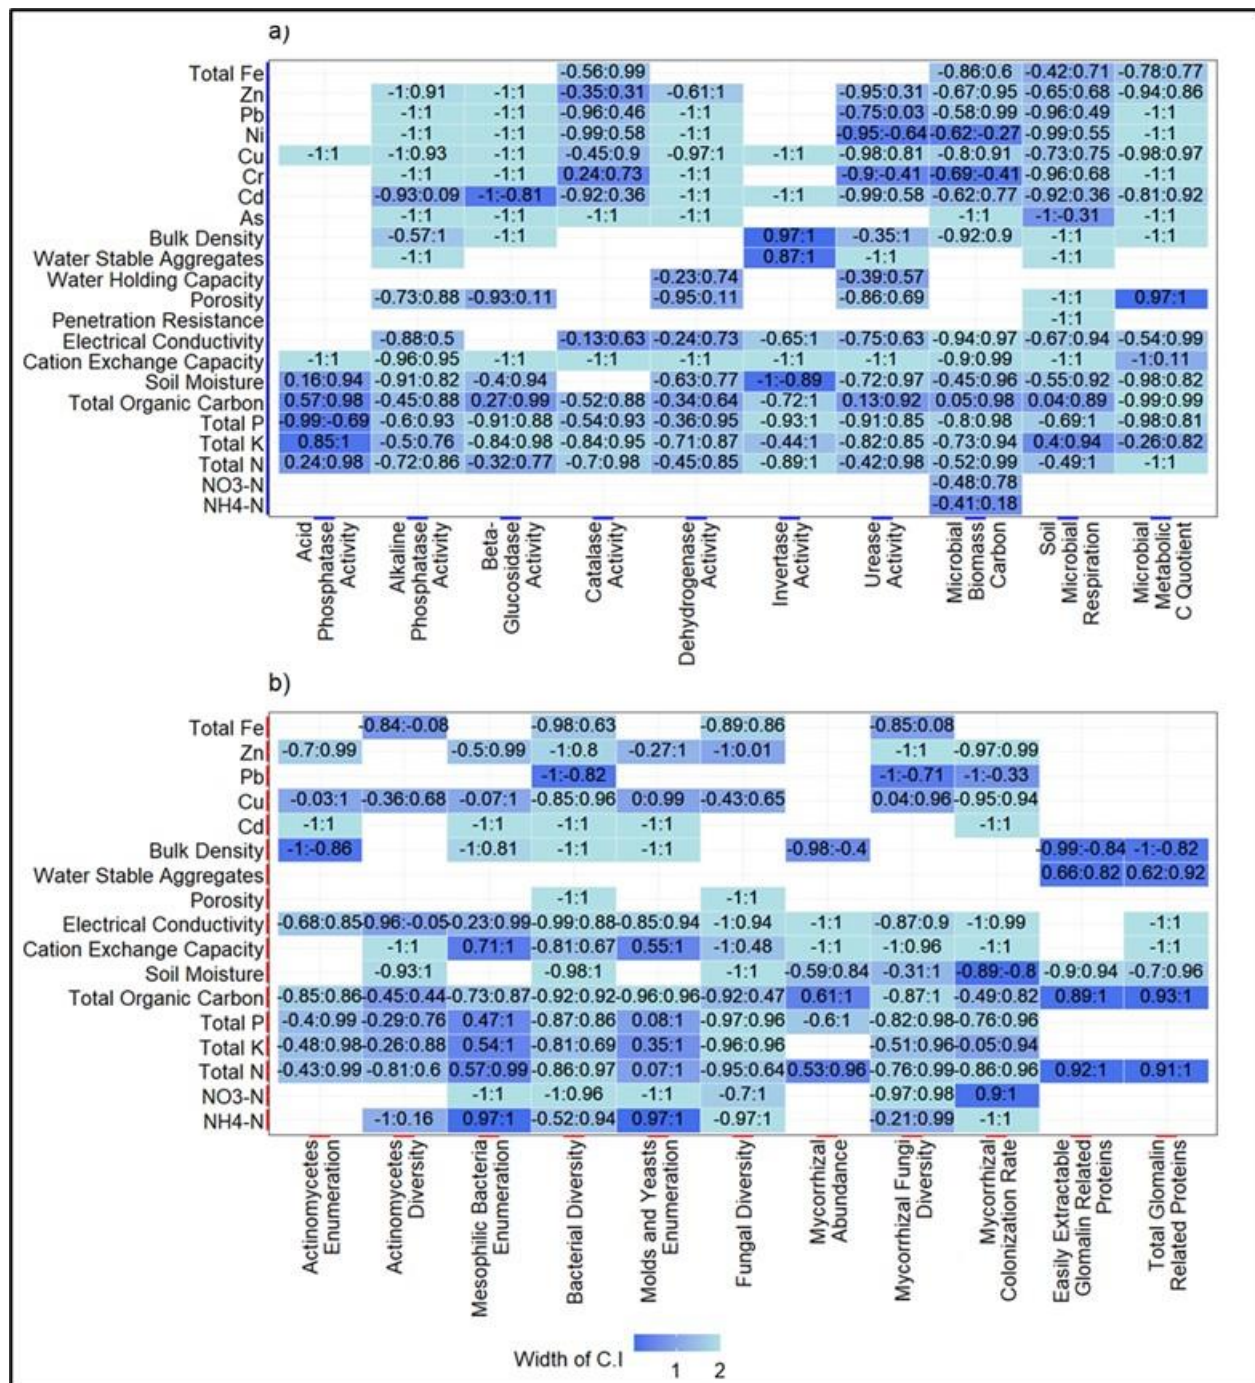 a)
Total Fe -0.56:0.99 -0.86:0.6 -0.42:0.71 -0.78:0.77
Zn -1:0.91 -1:1 -0.35:0.31 -0.61:1 -0.95:0.31 -0.67:0.95 -0.65:0.68 -0.94:0.86
Pb -1:1 -1:1 -0.96:0.46 -1:1 -0.75:0.03 -0.58:0.99 -0.96:0.49 -1:1
Ni -1:1 -1:1 -0.99:0.58 -1:1 -0.95:-0.64 -0.62:-0.27 -0.99:0.55 -1:1
Cu -1:1 -1:0.93 -1:1 -0.45:0.9 -0.97:1 -1:1 -0.98:0.81 -0.8:0.91 -0.73:0.75 -0.98:0.97
Cr -1:1 -1:1 0.24:0.73 -1:1 -0.9:-0.41 -0.69:-0.41 -0.96:0.68 -1:1
Cd -0.93:0.09 -1:-0.81 -0.92:0.36 -1:1 -1:1 -0.99:0.58 -0.62:0.77 -0.92:0.36 -0.81:0.92
As -1:1 -1:1 -1:1 -1:1 -1:1 -1:-0.31 -1:1
Bulk Density -0.57:1 -1:1 0.97:1 -0.35:1 -0.92:0.9 -1:1 -1:1
Water Stable Aggregates -1:1 0.87:1 -1:1 -1:1
Water Holding Capacity -0.23:0.74 -0.39:0.57
Porosity -0.73:0.88 -0.93:0.11 -0.95:0.11 -0.86:0.69 -1:1 0.97:1
Penetration Resistance -1:1
Electrical Conductivity -0.88:0.5 -0.13:0.63 -0.24:0.73 -0.65:1 -0.75:0.63 -0.94:0.97 -0.67:0.94 -0.54:0.99
Cation Exchange Capacity -1:1 -0.96:0.95 -1:1 -1:1 -1:1 -1:1 -1:1 -0.9:0.99 -1:1 -1:0.11
Soil Moisture 0.16:0.94 -0.91:0.82 -0.4:0.94 -0.63:0.77 -1:-0.89 -0.72:0.97 -0.45:0.96 -0.55:0.92 -0.98:0.82
Total Organic Carbon 0.57:0.98 -0.45:0.88 0.27:0.99 -0.52:0.88 -0.34:0.64 -0.72:1 0.13:0.92 0.05:0.98 0.04:0.89 -0.99:0.99
Total P -0.99:-0.69 -0.6:0.93 -0.91:0.88 -0.54:0.93 -0.36:0.95 -0.93:1 -0.91:0.85 -0.8:0.98 -0.69:1 -0.98:0.81
Total K 0.85:1 -0.5:0.76 -0.84:0.98 -0.84:0.95 -0.71:0.87 -0.44:1 -0.82:0.85 -0.73:0.94 0.4:0.94 -0.26:0.82
Total N 0.24:0.98 -0.72:0.86 -0.32:0.77 -0.7:0.98 -0.45:0.85 -0.89:1 -0.42:0.98 -0.52:0.99 -0.49:1 -1:1
NO3-N -0.48:0.78
NH4-N -0.41:0.18
Acid
Phosphatase
Activity
Alkaline
Phosphatase
Activity
Beta-
Glucosidase
Activity
Catalase
Activity
Dehydrogenase
Activity
Invertase
Activity
Urease
Activity
Microbial
Biomass
Carbon
Soil
Microbial
Respiration
Microbial
Metabolic
C Quotient
b)
Total Fe -0.84:-0.08 -0.98:0.63 -0.89:0.86 -0.85:0.08
Zn -0.7:0.99 -0.5:0.99 -1:0.8 -0.27:1 -1:0.01 -1:1 -0.97:0.99
Pb -1:-0.82 -1:-0.71 -1:-0.33
Cu -0.03:1 -0.36:0.68 -0.07:1 -0.85:0.96 0:0.99 -0.43:0.65 0.04:0.96 -0.95:0.94
Cd -1:1 -1:1 -1:1 -1:1 -1:1
Bulk Density -1:-0.86 -1:0.81 -1:1 -1:1 -0.98:-0.4 -0.99:-0.84 -1:-0.82
Water Stable Aggregates 0.66:0.82 0.62:0.92
Porosity -1:1 -1:1
Electrical Conductivity -0.68:0.85 -0.96:-0.05 -0.23:0.99 -0.99:0.88 -0.85:0.94 -1:0.94 -1:1 -0.87:0.9 -1:0.99 -1:1
Cation Exchange Capacity -1:1 0.71:1 -0.81:0.67 0.55:1 -1:0.48 -1:1 -1:0.96 -1:1 -1:1
Soil Moisture -0.93:1 -0.98:1 -1:1 -0.59:0.84 -0.31:1 -0.89:-0.8 -0.9:0.94 -0.7:0.96
Total Organic Carbon -0.85:0.86 -0.45:0.44 -0.73:0.87 -0.92:0.92 -0.96:0.96 -0.92:0.47 0.61:1 -0.87:1 -0.49:0.82 0.89:1 0.93:1
Total P -0.4:0.99 -0.29:0.76 0.47:1 -0.87:0.86 0.08:1 -0.97:0.96 -0.6:1 -0.82:0.98 -0.76:0.96
Total K -0.48:0.98 -0.26:0.88 0.54:1 -0.81:0.69 0.35:1 -0.96:0.96 -0.51:0.96 -0.05:0.94
Total N -0.43:0.99 -0.81:0.6 0.57:0.99 -0.86:0.97 0.07:1 -0.95:0.64 0.53:0.96 -0.76:0.99 -0.86:0.96 0.92:1 0.91:1
NO3-N -1:1 -1:0.96 -1:1 -0.7:1 -0.97:0.98 0.9:1
NH4-N -1:0.16 0.97:1 -0.52:0.94 0.97:1 -0.97:1 -0.21:0.99 -1:1
Actinomycetes
Enumeration
Actinomycetes
Diversity
Mesophilic Bacteria
Enumeration
Bacterial Diversity
Molds and Yeasts
Enumeration
Fungal Diversity
Mycorrhizal
Abundance
Mycorrhizal Fungi
Diversity
Mycorrhizal
Colonization Rate
Easily Extractable
Glomalin Related
Proteins
Total Glomalin
Related Proteins
Width of C.I
1 2